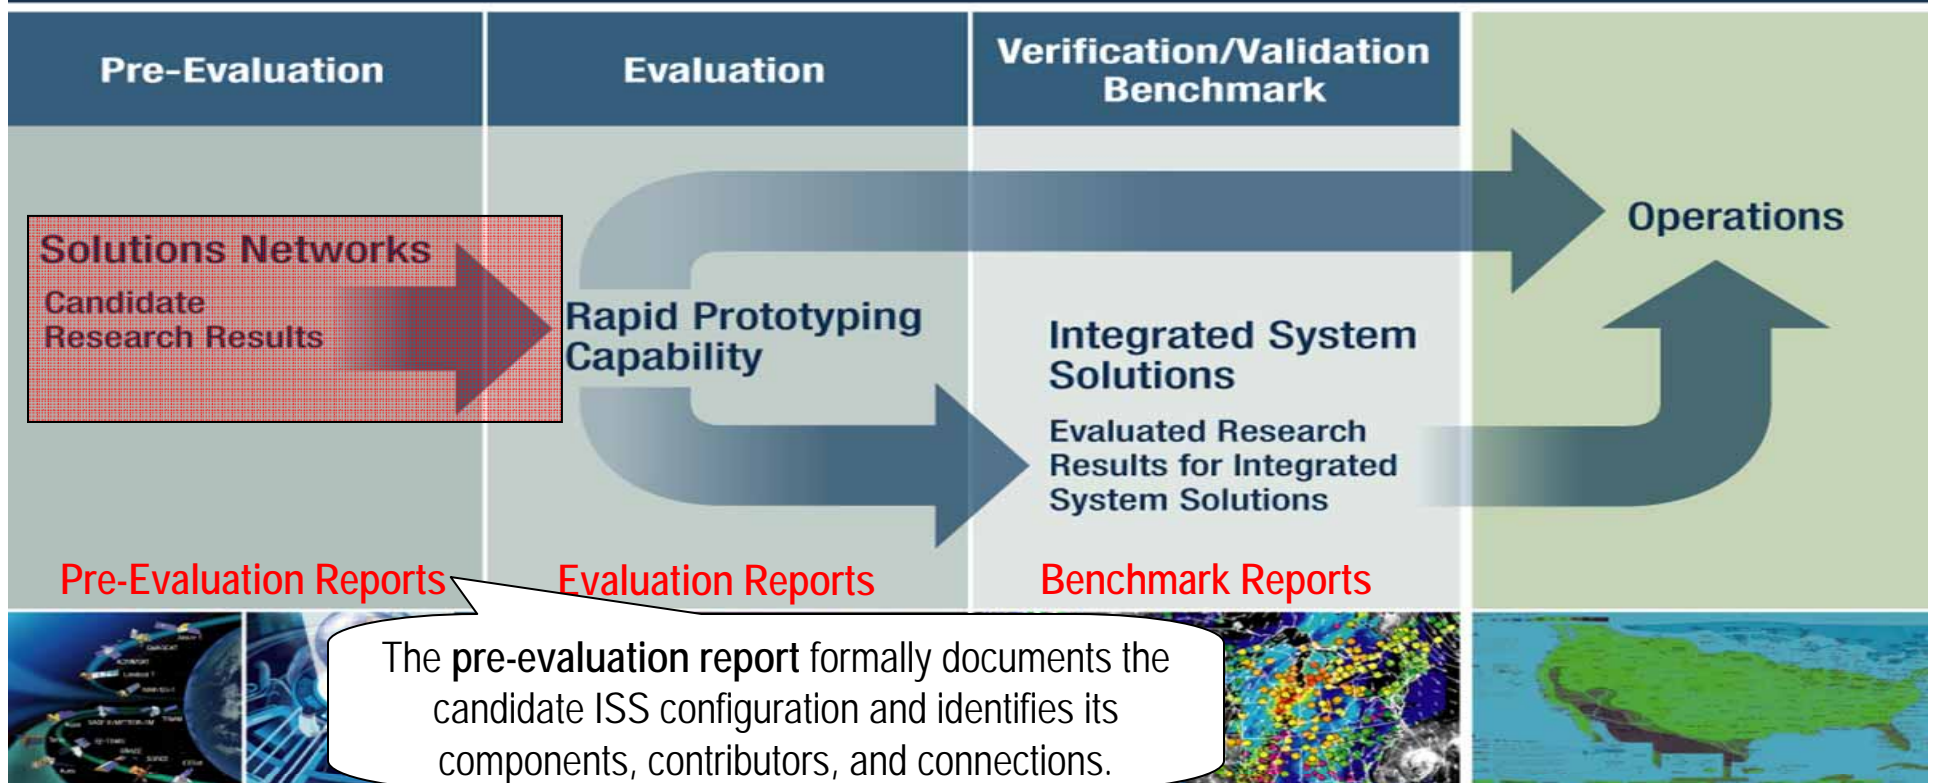 Pre-Evaluation
Evaluation
Verification/Validation
Benchmark
Solutions Networks
Candidate
Research Results
Rapid Prototyping
Capability
Integrated System
Solutions
Evaluated Research
Results for Integrated
System Solutions
Operations
Pre-Evaluation Reports
Evaluation Reports
Benchmark Reports
The pre-evaluation report formally documents the
candidate ISS configuration and identifies its
components, contributors, and connections.